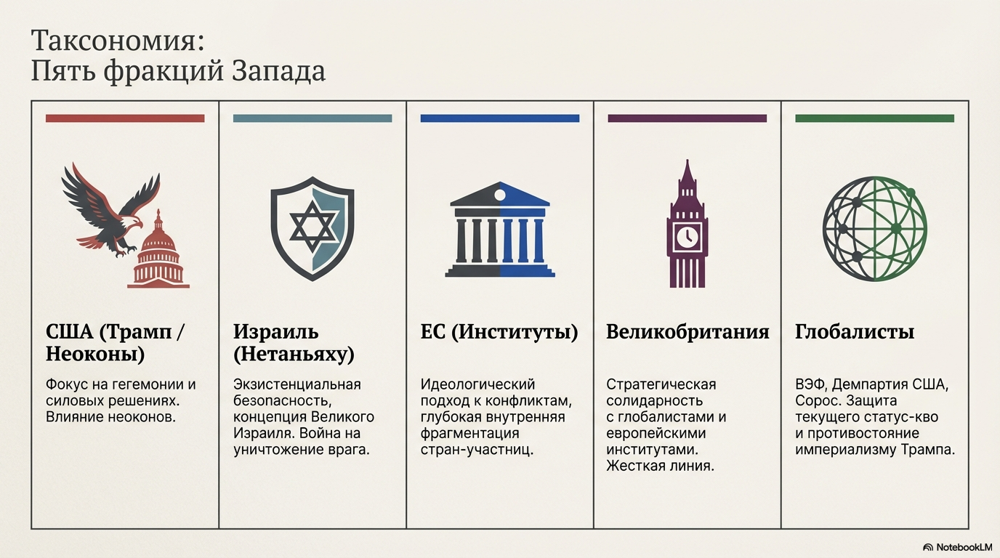 Таксономия:
Пять фракций Запада
США (Трамп /
Неоконы)
Фокус на гегемонии и
силовых решениях.
Влияние неоконов.
Израиль
(Нетаньяху)
Экзистенциальная
безопасность,
концепция Великого
Израиля. Война на
уничтожение врага.
ЕС (Институты)
Идеологический
подход к конфликтам,
глубокая внутренняя
фрагментация
стран-участниц.
Великобритания
Стратегическая
солидарность
с глобалистами и
европейскими
институтами.
Жесткая линия.
Глобалисты
ВЭФ, Демпартия США,
Сорос. Защита
текущего статус-кво
и противостояние
империализму Трампа.
NotebookLM